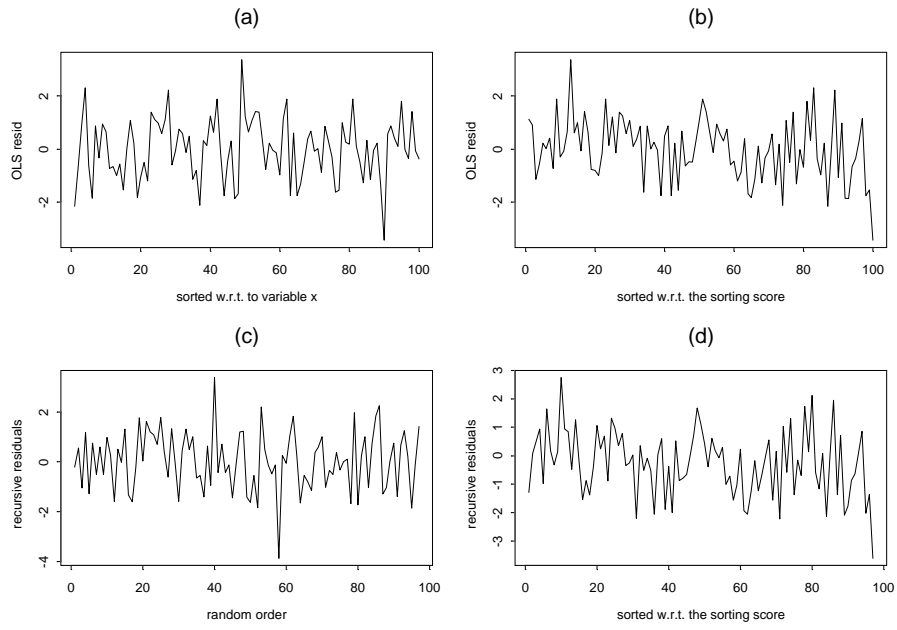 (a)
OLS resid
2
0
-2
0 20 40 60 80 100
sorted w.r.t. to variable x
(b)
OLS resid
2
0
-2
0 20 40 60 80 100
sorted w.r.t. the sorting score
(c)
recursive residuals
2
0
-2
-4
0 20 40 60 80 100
random order
(d)
recursive residuals
3
2
1
0
-1
-2
-3
0 20 40 60 80 100
sorted w.r.t. the sorting score